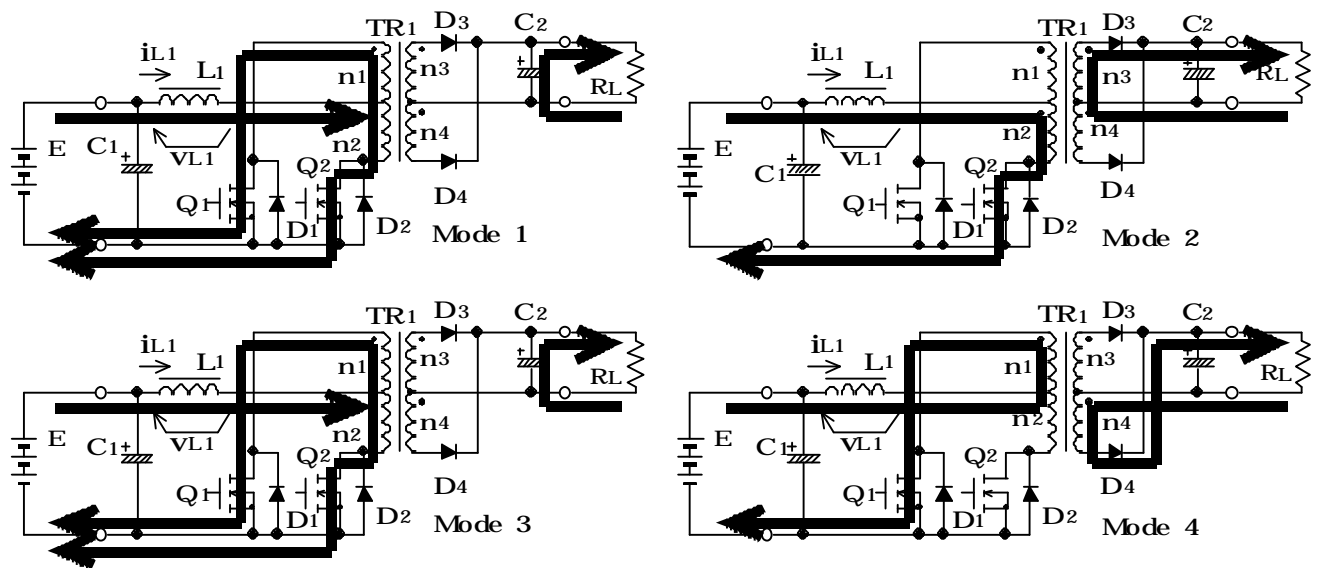 TR1
D3
C2
iL1
L1
n1
n3
RL
E
C1
+
vL1
n2
n4
Q2
D4
Q1
D1
D2
+
Mode 1
TR1
D3
C2
iL1
L1
n1
n3
RL
E
C1
+
vL1
n2
n4
Q2
D4
Q1
D1
D2
+
Mode 2
TR1
D3
C2
iL1
L1
n1
n3
RL
E
C1
+
vL1
n2
n4
Q2
D4
Q1
D1
D2
+
Mode 3
TR1
D3
C2
iL1
L1
n1
n3
RL
E
C1
+
vL1
n2
n4
Q2
D4
Q1
D1
D2
+
Mode 4